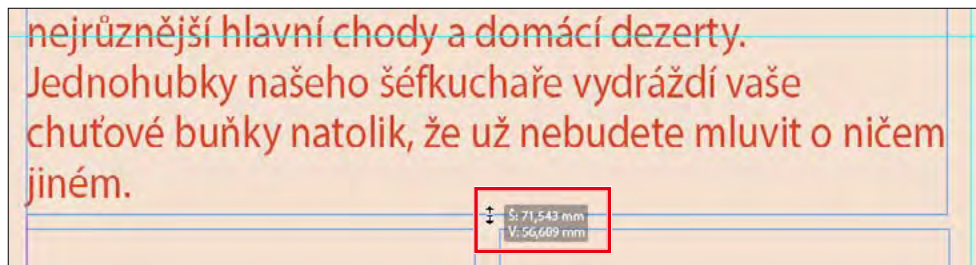 nejrůznější hlavní chody a domácí dezerty.
Jednohubky našeho šéfkuchaře vydráždí vaše
chuťové buňky natolik, že už nebudete mluvit o ničem
jiném.
Š: 71,543 mm
V: 56,609 mm